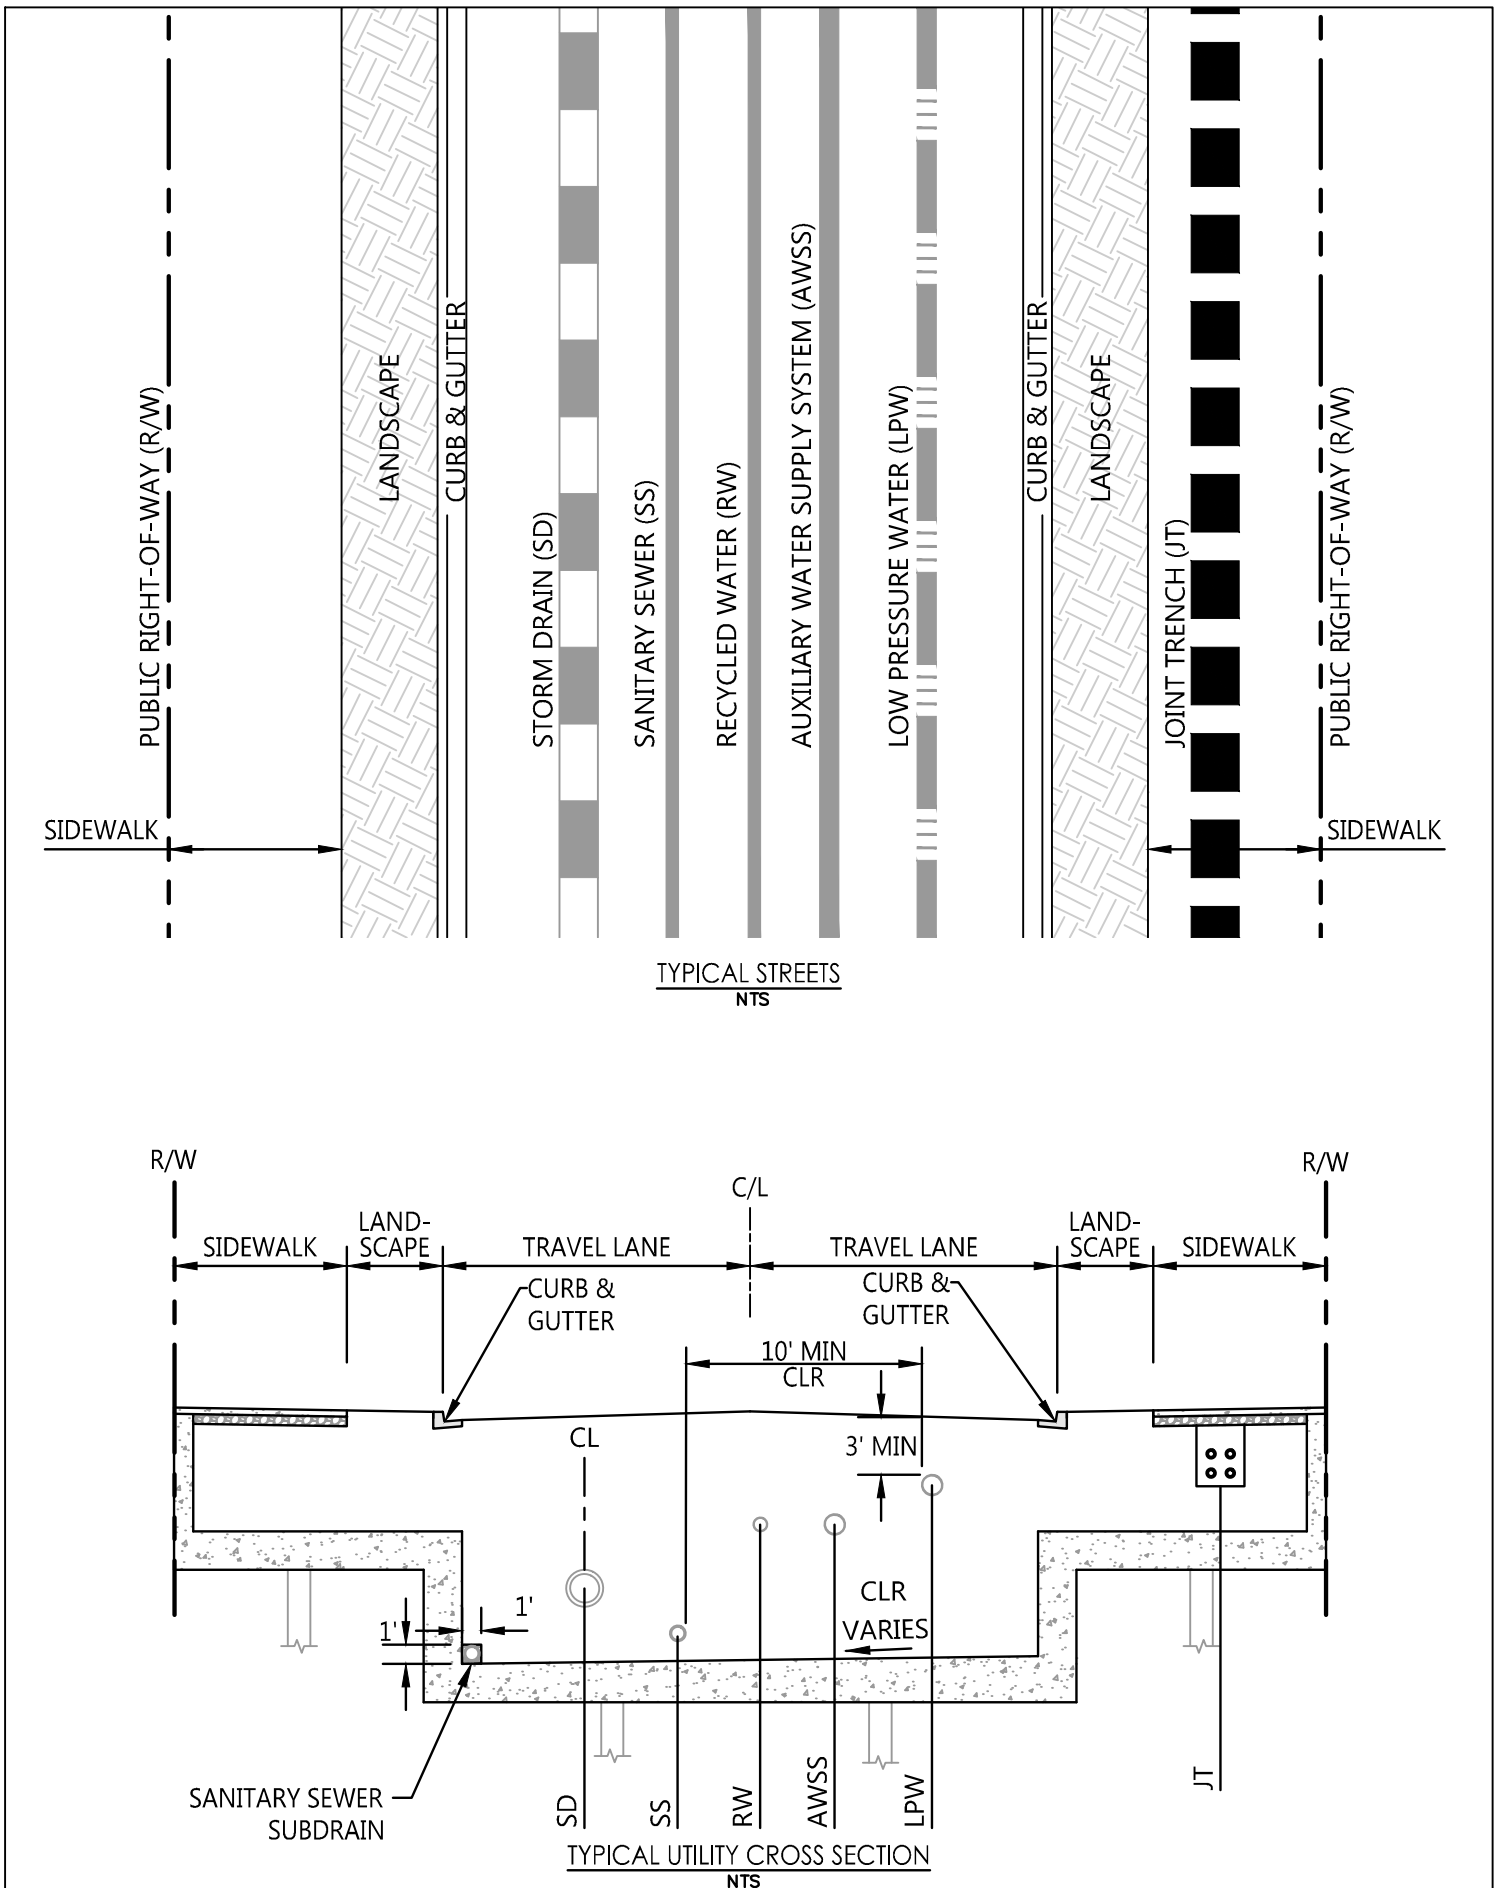 PUBLIC RIGHT-OF-WAY (R/W)
LANDSCAPE
CURB & GUTTER
STORM DRAIN (SD)
SANITARY SEWER (SS)
RECYCLED WATER (RW)
AUXILIARY WATER SUPPLY SYSTEM (AWSS)
LOW PRESSURE WATER (LPW)
CURB & GUTTER
LANDSCAPE
JOINT TRENCH (JT)
PUBLIC RIGHT-OF-WAY (R/W)
SIDEWALK
SIDEWALK
TYPICAL STREETS
NTS
R/W
R/W
C/L
SIDEWALK
LAND-
SCAPE
TRAVEL LANE
TRAVEL LANE
LAND-
SCAPE
SIDEWALK
CURB &
GUTTER
CURB &
GUTTER
10' MIN
CLR
CL
3' MIN
CLR
VARIES
1'
1'
SANITARY SEWER
SUBDRAIN
SD
SS
RW
AWSS
LPW
JT
TYPICAL UTILITY CROSS SECTION
NTS